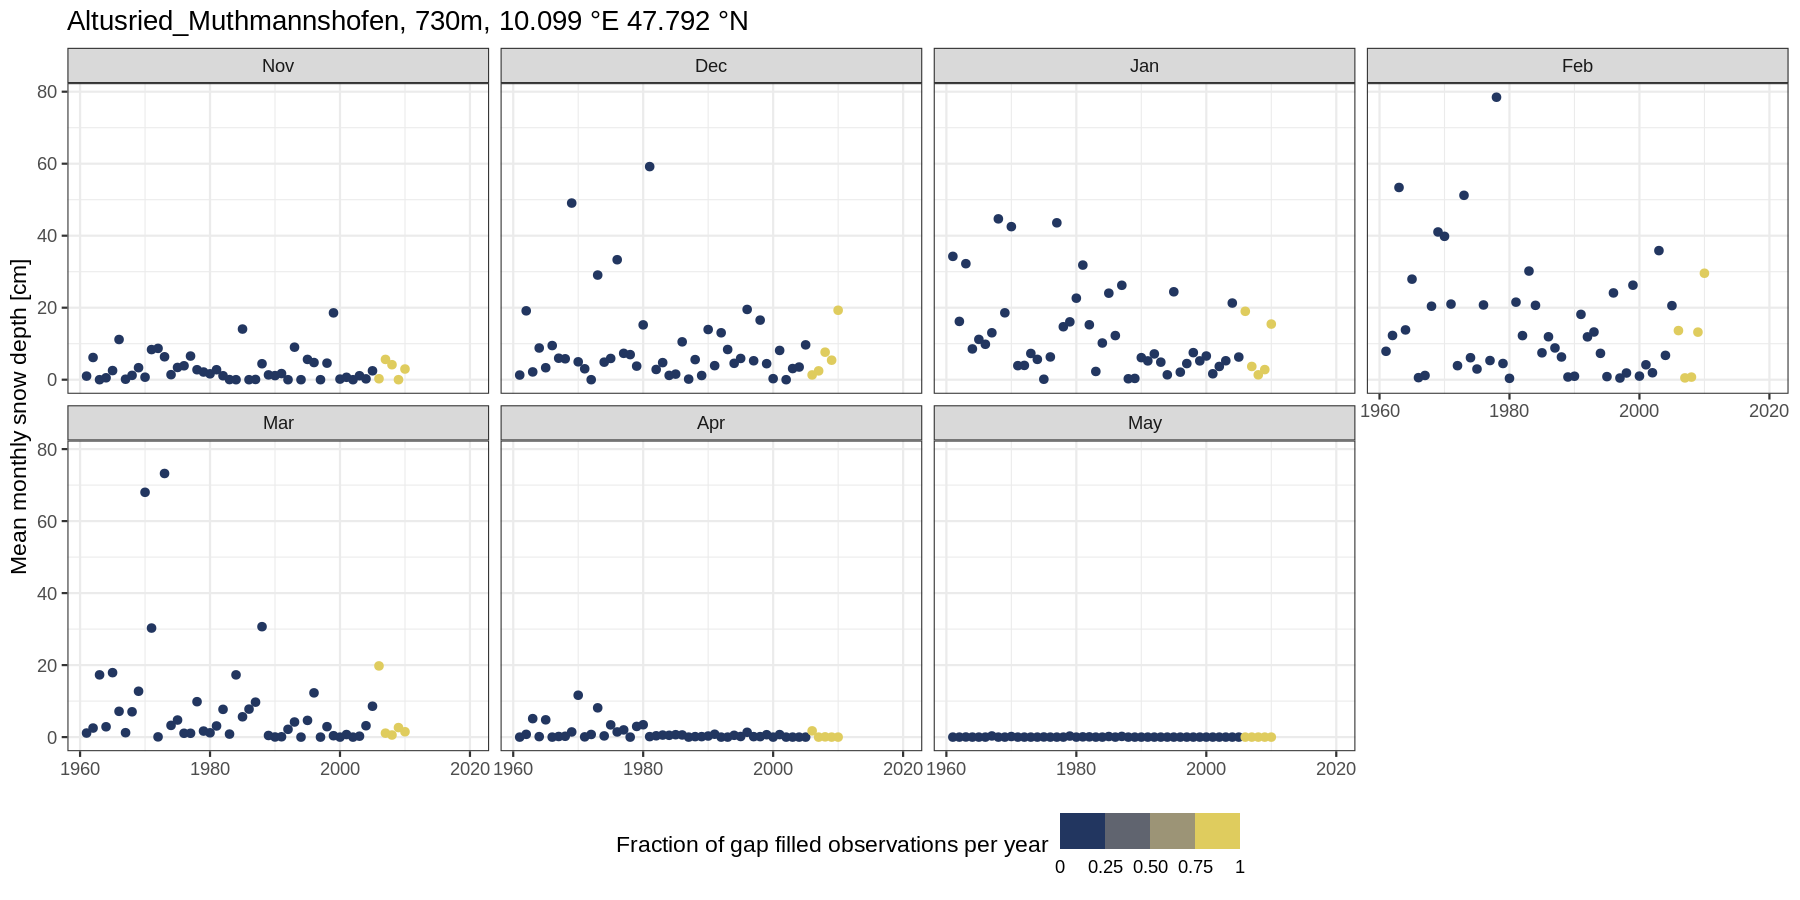 Altusried_Muthmannshofen, 730m, 10.099 °E 47.792 °N
Nov Dec Jan Feb
80
60
40
20
0
1960 1980 2000 2020
Mar Apr May
80
60
40
20
0
1960 1980 2000 2020 1960 1980 2000 2020 1960 1980 2000 2020
Mean monthly snow depth [cm]
Fraction of gap filled observations per year
0 0.25 0.50 0.75 1